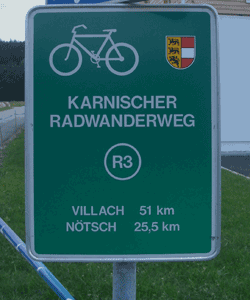 KARNISCHER
RADWANDERWEG
R3
VILLACH 51 km
NÖTSCH 25,5 km